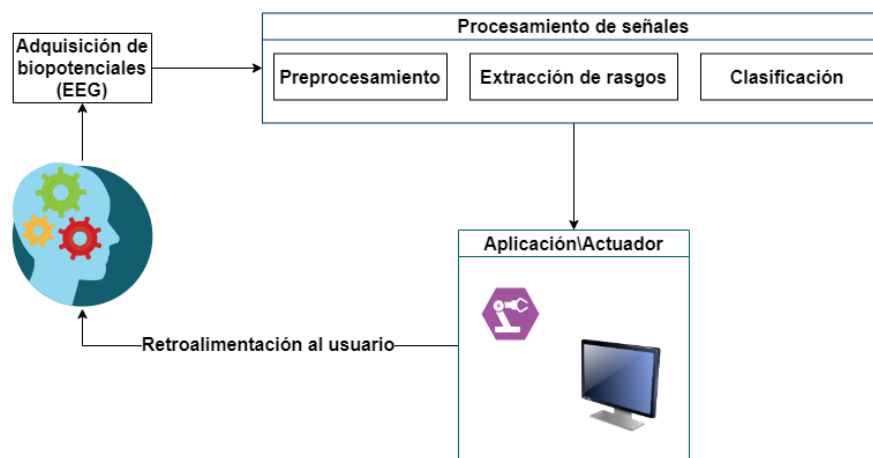 Adquisición de
biopotenciales
(EEG)
Procesamiento de señales
Preprocesamiento
Extracción de rasgos
Clasificación
Aplicación\Actuador
Retroalimentación al usuario